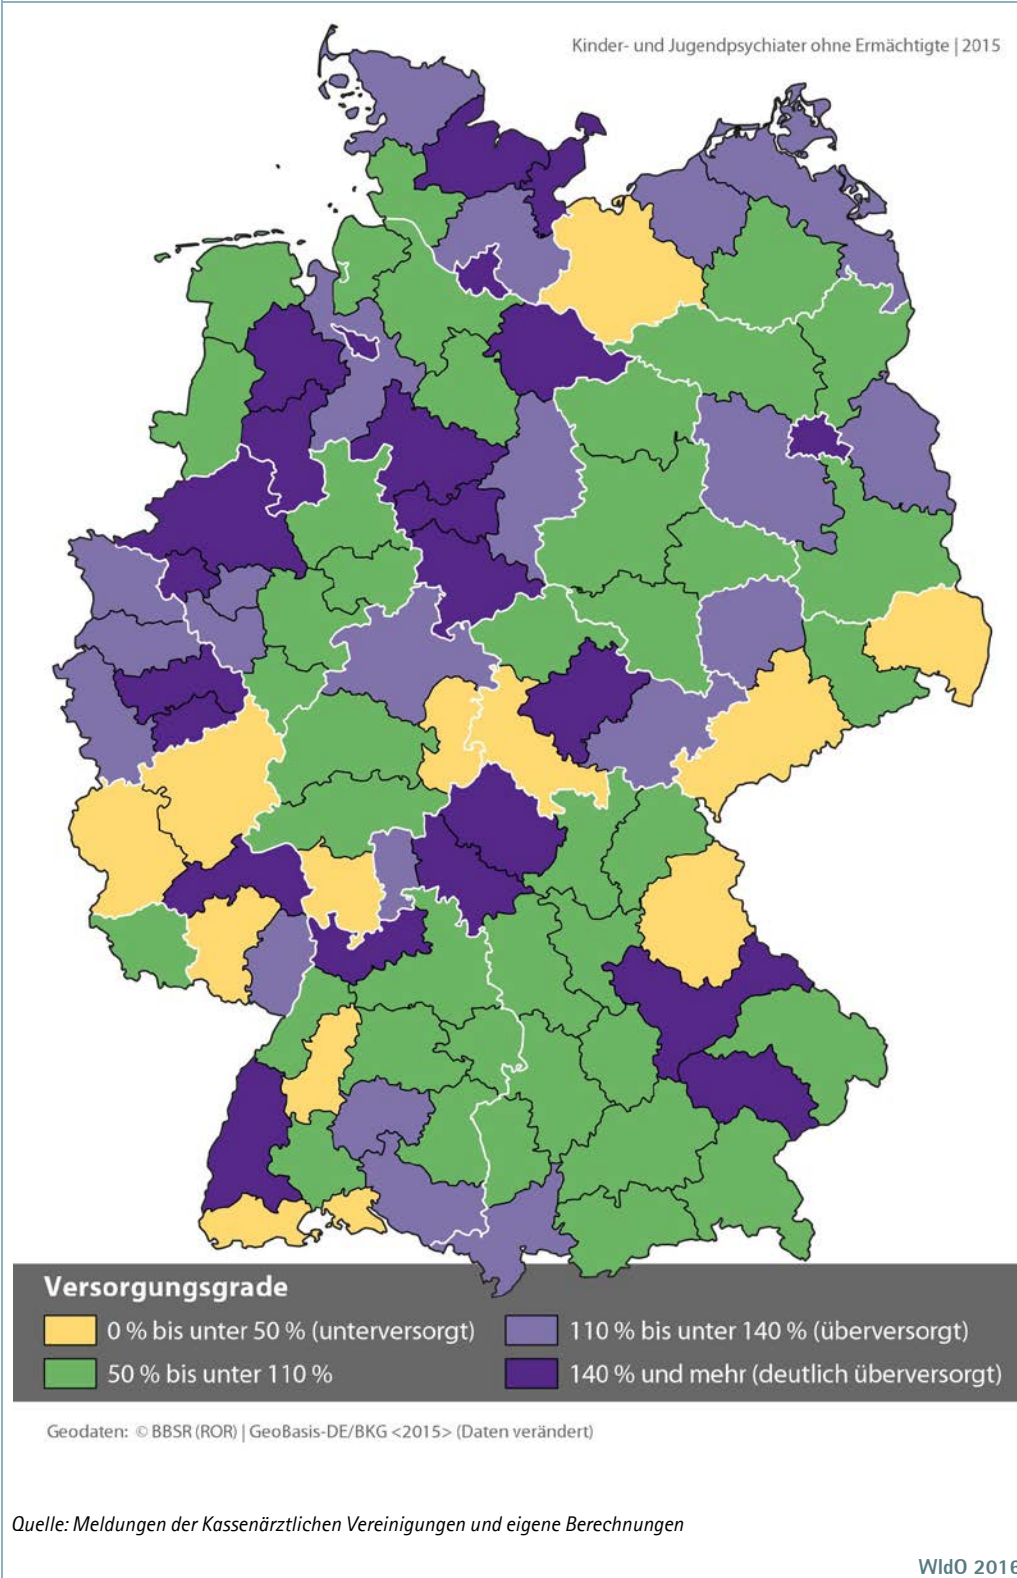 Kinder- und Jugendpsychiater ohne Ermächtigte | 2015
Versorgungsgrade
0 % bis unter 50 % (unterversorgt)
110 % bis unter 140 % (überversorgt)
50 % bis unter 110 %
140 % und mehr (deutlich überversorgt)
Geodaten: © BBSR (ROR) | GeoBasis-DE/BKG <2015> (Daten verändert)
Quelle: Meldungen der Kassenärztlichen Vereinigungen und eigene Berechnungen
WIdO 2016